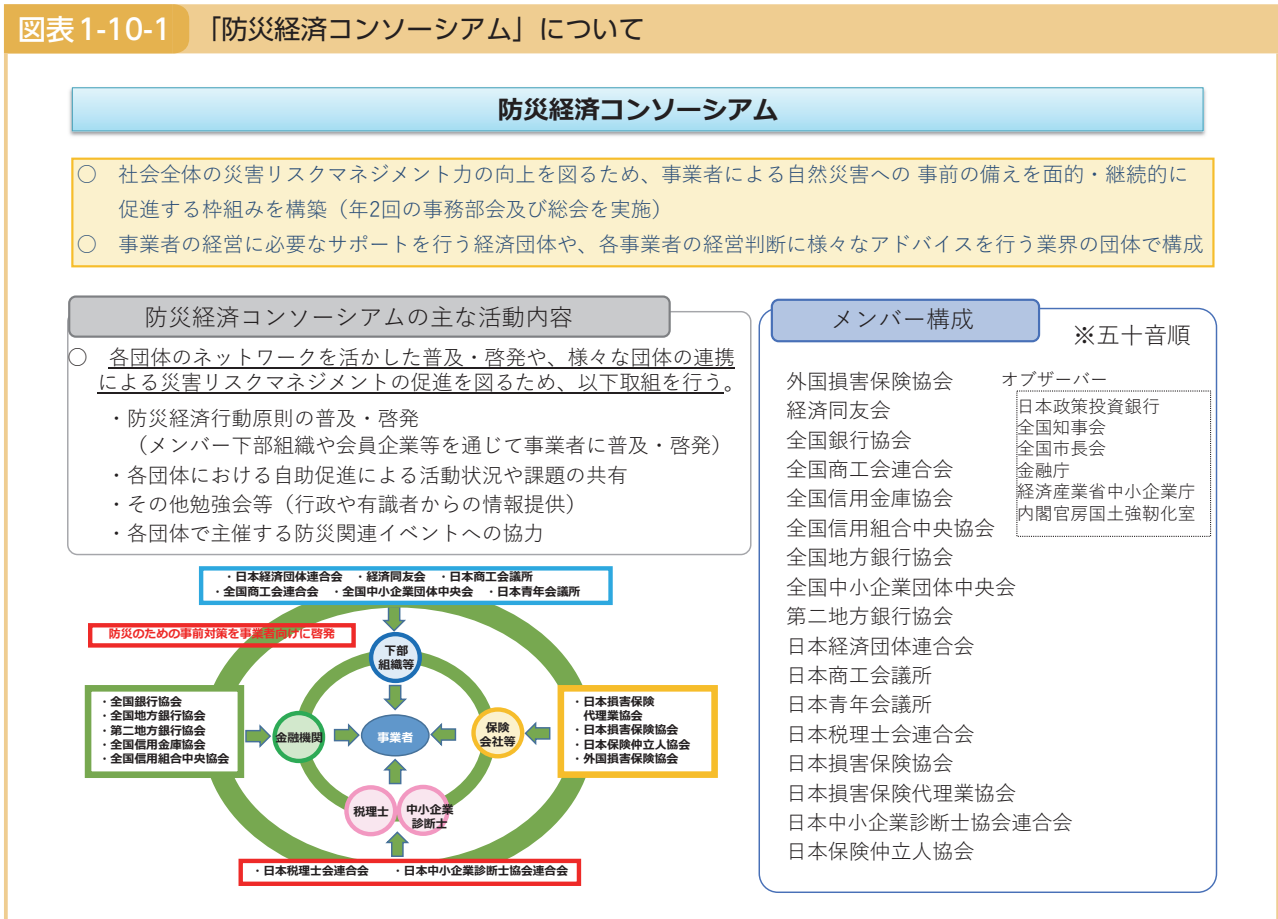 図表1-10-1 「防災経済コンソーシアム」について
防災経済コンソーシアム
○ 社会全体の災害リスクマネジメント力の向上を図るため、事業者による自然災害への 事前の備えを面的・継続的に
促進する枠組みを構築（年2回の事務部会及び総会を実施）
○ 事業者の経営に必要なサポートを行う経済団体や、各事業者の経営判断に様々なアドバイスを行う業界の団体で構成
防災経済コンソーシアムの主な活動内容
○ 各団体のネットワークを活かした普及・啓発や、様々な団体の連携
による災害リスクマネジメントの促進を図るため、以下取組を行う。
・防災経済行動原則の普及・啓発
（メンバー下部組織や会員企業等を通じて事業者に普及・啓発）
・各団体における自助促進による活動状況や課題の共有
・その他勉強会等（行政や有識者からの情報提供）
・各団体で主催する防災関連イベントへの協力
・日本経済団体連合会 ・経済同友会 ・日本商工会議所
・全国商工会連合会 ・全国中小企業団体中央会 ・日本青年会議所
防災のための事前対策を事業者向けに啓発
下部
組織等
・全国銀行協会
・全国地方銀行協会
・第二地方銀行協会
・全国信用金庫協会
・全国信用組合中央協会
金融機関
事業者
保険
会社等
・日本損害保険
代理業協会
・日本損害保険協会
・日本保険仲立人協会
・外国損害保険協会
税理士
中小企業
診断士
・日本税理士会連合会 ・日本中小企業診断士協会連合会
メンバー構成
※五十音順
外国損害保険協会
経済同友会
全国銀行協会
全国商工会連合会
全国信用金庫協会
全国信用組合中央協会
全国地方銀行協会
全国中小企業団体中央会
第二地方銀行協会
日本経済団体連合会
日本商工会議所
日本青年会議所
日本税理士会連合会
日本損害保険協会
日本損害保険代理業協会
日本中小企業診断士協会連合会
日本保険仲立人協会
オブザーバー
日本政策投資銀行
全国知事会
全国市長会
金融庁
経済産業省中小企業庁
内閣官房国土強靭化室